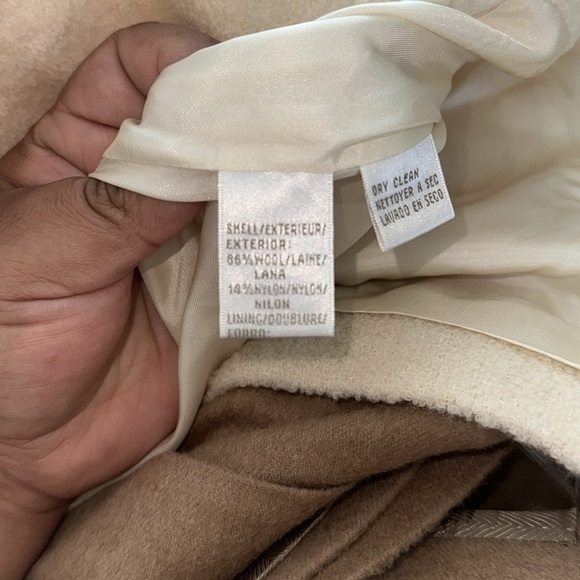 SHELL/EXTERIEUR/
EXTERIOR:
86%WOOL/LAINE/
LANA
14%NYLON/NYLON/
NILON
LINING/DOUBLURE/
FORRO:
DRY CLEAN
NETTOYER A SEC
LAVADO EN SECO